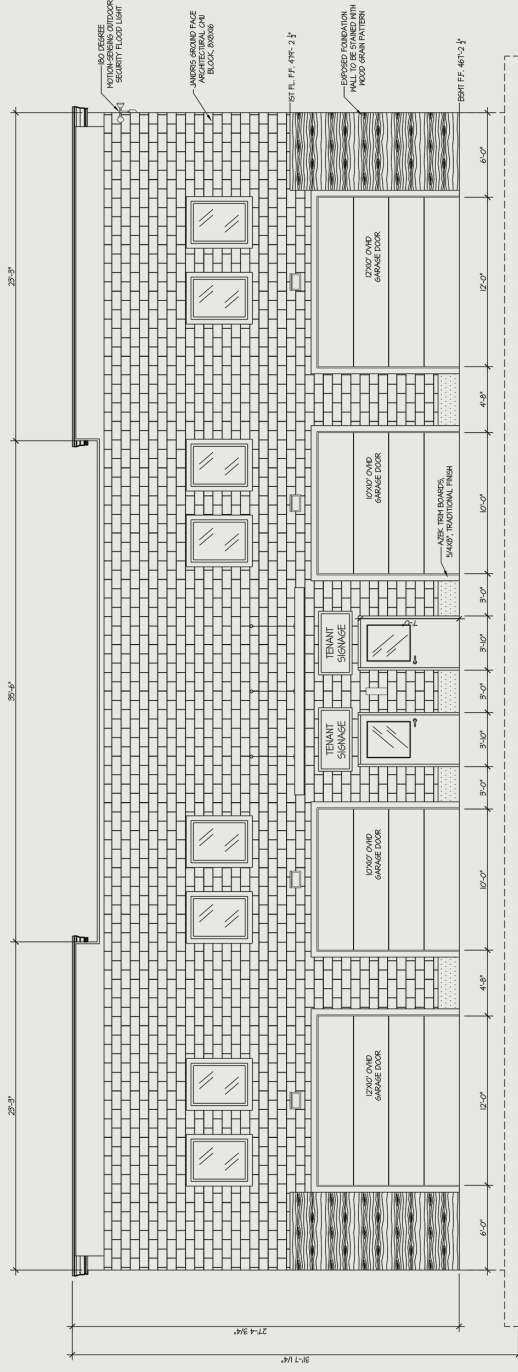 23'-3"
35'-6"
23'-3"
180 DEGREE
MOTION-SENSING OUTDOOR
SECURITY FLOOD LIGHT
JANDRIS GROUND FACE
ARCHITECTURAL CMU
BLOCK, 8X8X16
1ST FL. F.F. 479'- 2 1/2"
EXPOSED FOUNDATION
WALL TO BE STAINED WITH
WOOD GRAIN PATTERN
BSMT F.F. 467'-2 1/2"
TENANT
SIGNAGE
TENANT
SIGNAGE
12'X10' OVHD
GARAGE DOOR
10'X10' OVHD
GARAGE DOOR
10'X10' OVHD
GARAGE DOOR
12'X10' OVHD
GARAGE DOOR
7'-0"
AZEK TRIM BOARDS,
5/4X8", TRADITIONAL FINISH
6'-0"
12'-0"
4'-8"
10'-0"
3'-0"
3'-10"
3'-0"
3'-10"
3'-0"
10'-0"
4'-8"
12'-0"
6'-0"
27'-4 3/4"
31'-7 1/4"